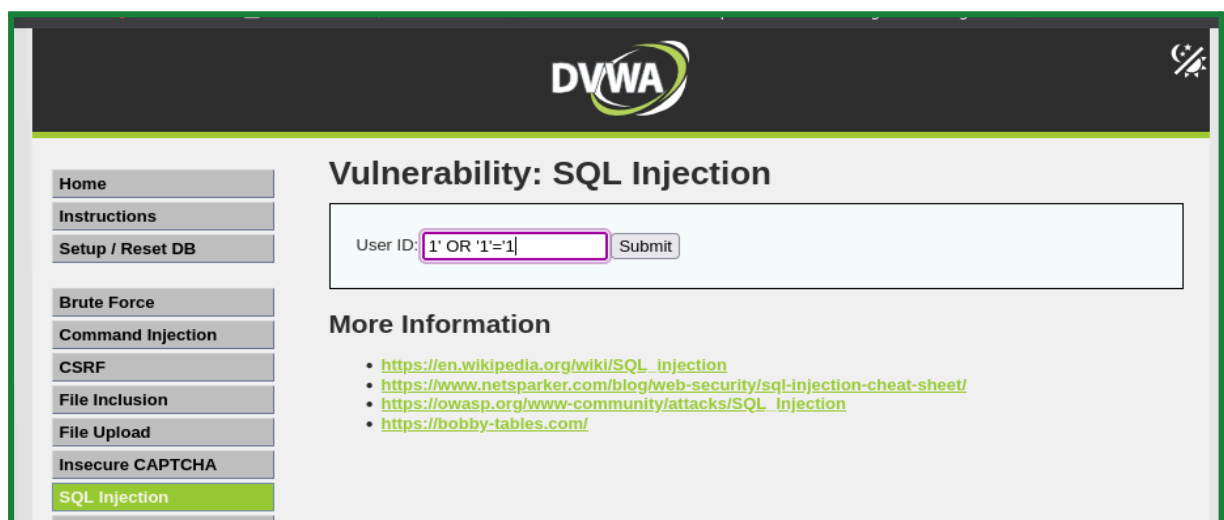 DVWA
Home
Instructions
Setup / Reset DB
Brute Force
Command Injection
CSRF
File Inclusion
File Upload
Insecure CAPTCHA
SQL Injection
Vulnerability: SQL Injection
User ID: 1' OR '1'='1 Submit
More Information
https://en.wikipedia.org/wiki/SQL_injection
https://www.netsparker.com/blog/web-security/sql-injection-cheat-sheet/
https://owasp.org/www-community/attacks/SQL_Injection
https://bobby-tables.com/